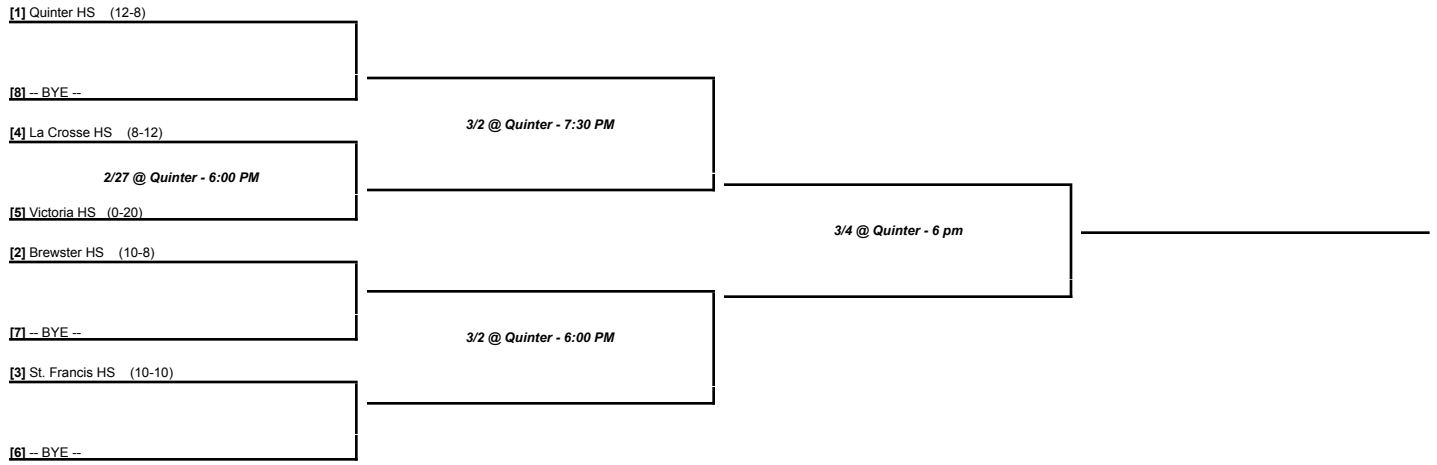 [1] Quinter HS (12-8)
[8] -- BYE --
3/2 @ Quinter - 7:30 PM
[4] La Crosse HS (8-12)
2/27 @ Quinter - 6:00 PM
[5] Victoria HS (0-20)
3/4 @ Quinter - 6 pm
[2] Brewster HS (10-8)
[7] -- BYE --
3/2 @ Quinter - 6:00 PM
[3] St. Francis HS (10-10)
[6] -- BYE --